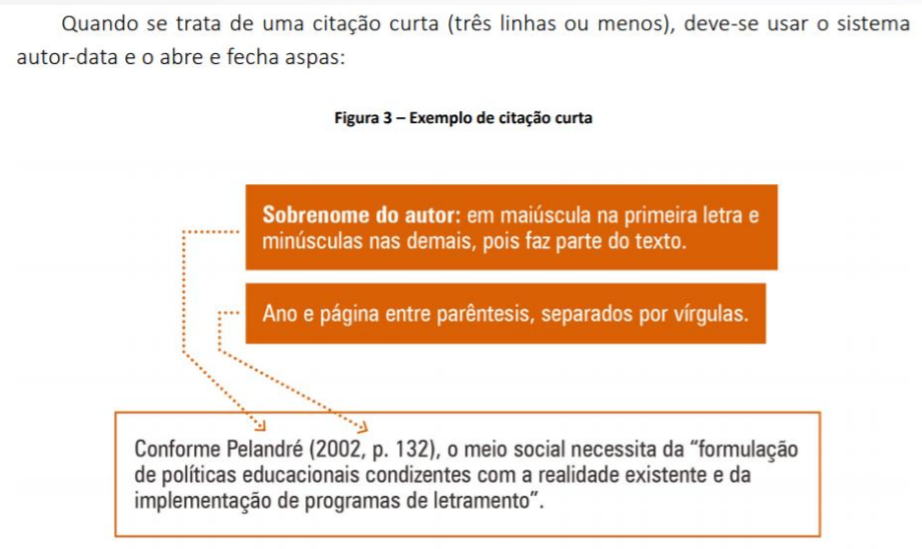 Quando se trata de uma citação curta (três linhas ou menos), deve-se usar o sistema
autor-data e o abre e fecha aspas:
Figura 3 – Exemplo de citação curta
Sobrenome do autor: em maiúscula na primeira letra e
minúsculas nas demais, pois faz parte do texto.
Ano e página entre parêntesis, separados por vírgulas.
Conforme Pelandré (2002, p. 132), o meio social necessita da “formulação
de políticas educacionais condizentes com a realidade existente e da
implementação de programas de letramento”.